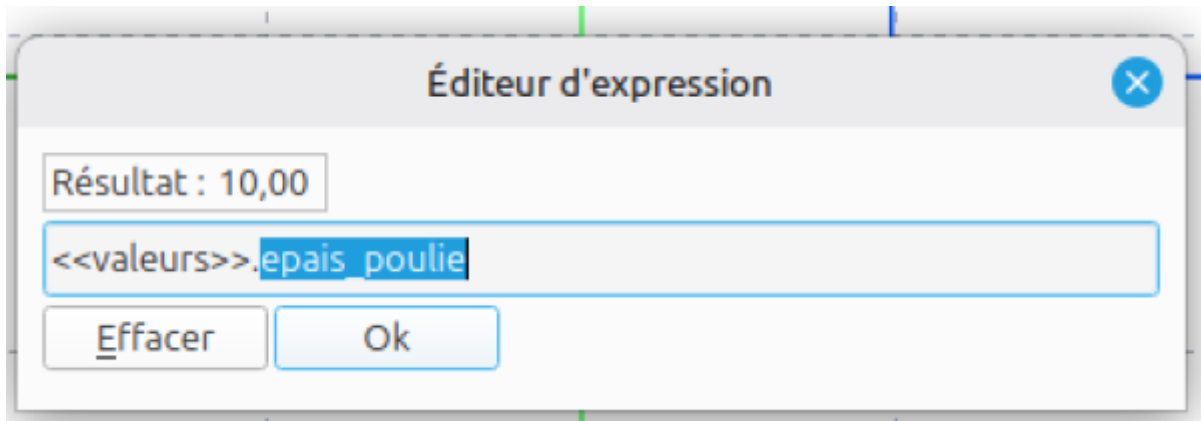 Éditeur d'expression
Résultat : 10,00
<<valeurs>>.epais_poulie
Effacer
Ok